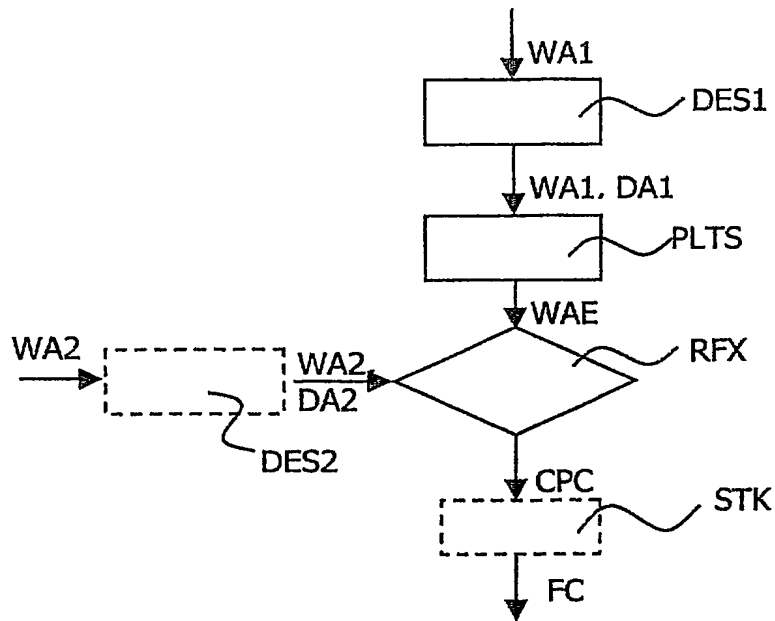 WA1
DES1
WA1, DA1
PLTS
WAE
RFX
WA2
WA2,
DA2
DES2
CPC
STK
FC